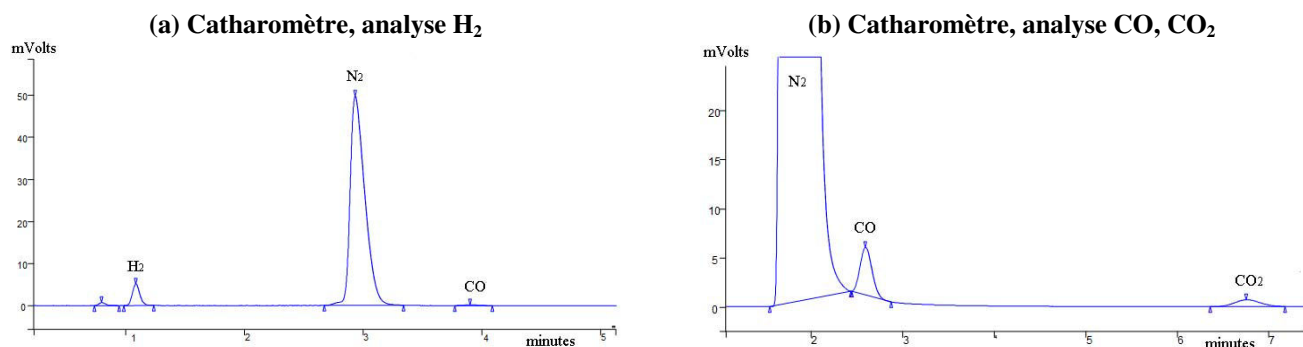 (a) Catharomètre, analyse H₂
mVolts
50
40
30
20
10
0
N₂
H₂
CO
1
2
3
4
5
minutes
(b) Catharomètre, analyse CO, CO₂
mVolts
20
15
10
5
0
N₂
CO
CO₂
2
3
4
5
6
7
minutes